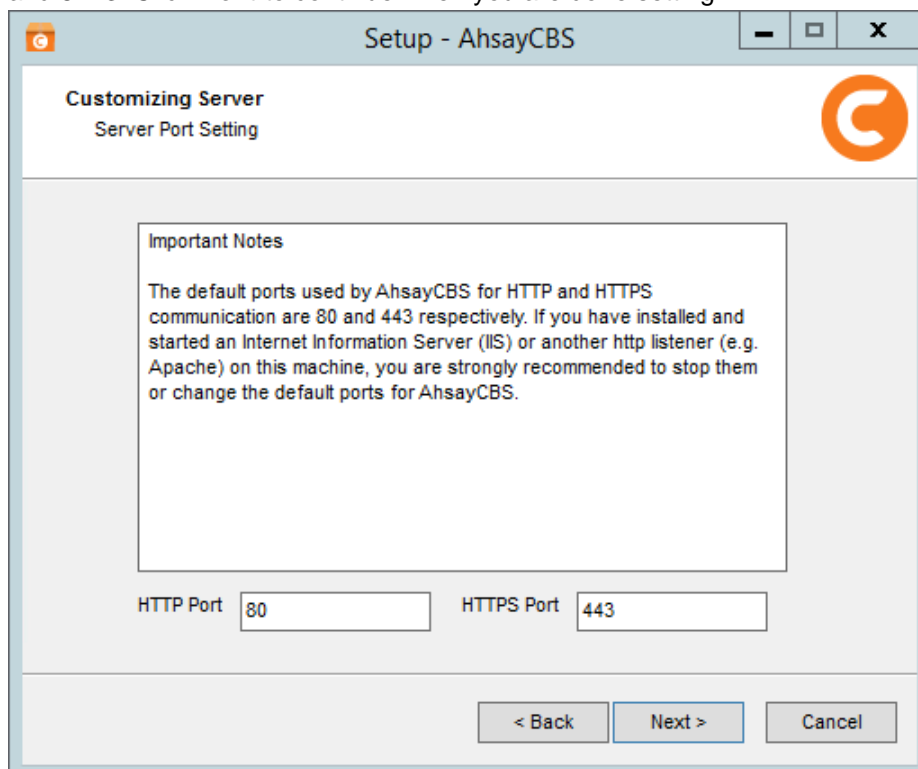 Setup - AhsayCBS
Customizing Server
Server Port Setting
Important Notes
The default ports used by AhsayCBS for HTTP and HTTPS
communication are 80 and 443 respectively. If you have installed and
started an Internet Information Server (IIS) or another http listener (e.g.
Apache) on this machine, you are strongly recommended to stop them
or change the default ports for AhsayCBS.
HTTP Port 80 HTTPS Port 443
< Back Next > Cancel